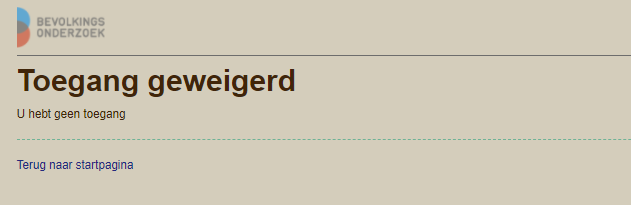 BEVOLKINGS
ONDERZOEK
Toegang geweigerd
U hebt geen toegang
Terug naar startpagina